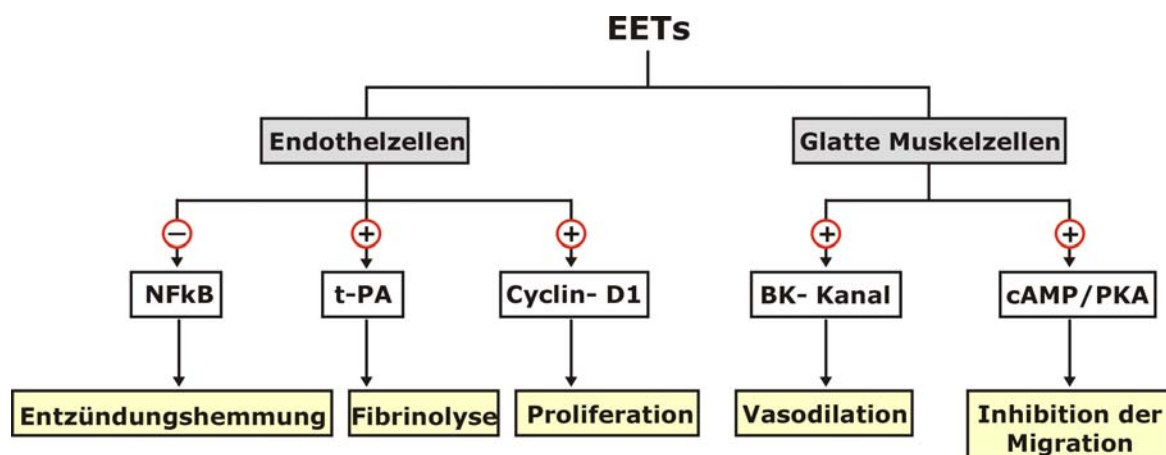 EETs
Endothelzellen
Glatte Muskelzellen
−
+
+
+
+
NFkB
t-PA
Cyclin- D1
BK- Kanal
cAMP/PKA
Entzündungshemmung
Fibrinolyse
Proliferation
Vasodilation
Inhibition der
Migration